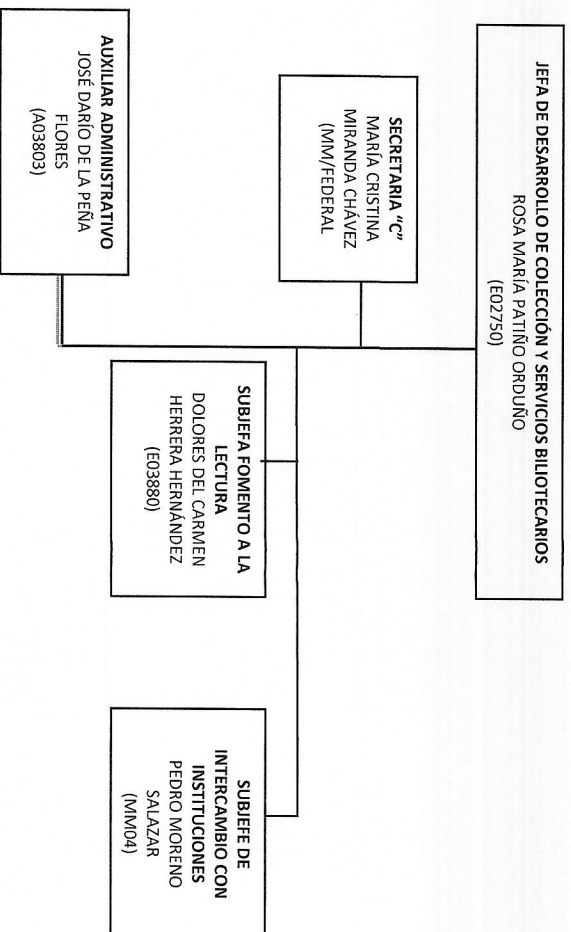 JEFA DE DESARROLLO DE COLECCIÓN Y SERVICIOS BILIOTECARIOS
ROSA MARÍA PATIÑO ORDUÑO
(E02750)
SECRETARIA "C"
MARÍA CRISTINA
MIRANDA CHÁVEZ
(MM/FEDERAL
AUXILIAR ADMINISTRATIVO
JOSÉ DARÍO DE LA PEÑA
FLORES
(A03803)
SUBJEFA FOMENTO A LA
LECTURA
DOLORES DEL CARMEN
HERRERA HERNÁNDEZ
(E03880)
SUBJEFE DE
INTERCAMBIO CON
INSTITUCIONES
PEDRO MORENO
SALAZAR
(MM04)